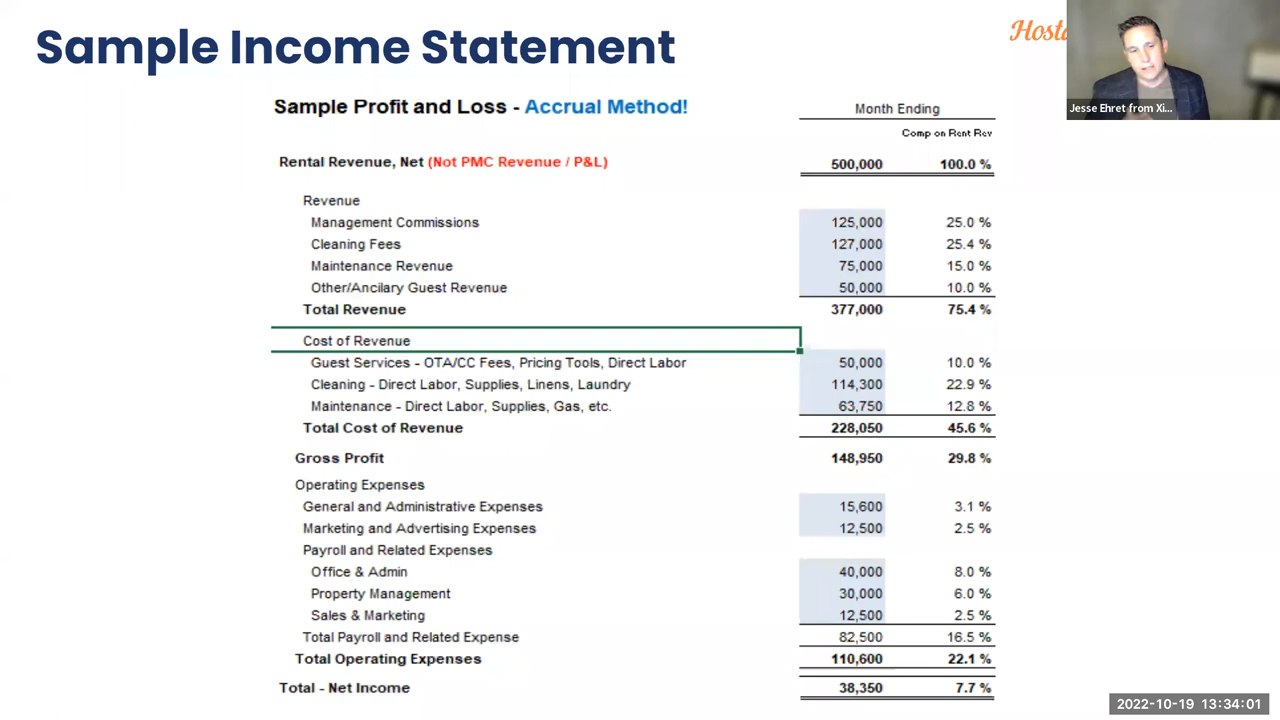 Sample Income Statement
Hosta
Jesse Ehret from Xi...
Sample Profit and Loss - Accrual Method!
Month Ending
Comp on Rent Rev
Rental Revenue, Net (Not PMC Revenue / P&L) 500,000 100.0 %
Revenue
Management Commissions 125,000 25.0 %
Cleaning Fees 127,000 25.4 %
Maintenance Revenue 75,000 15.0 %
Other/Ancilary Guest Revenue 50,000 10.0 %
Total Revenue 377,000 75.4 %
Cost of Revenue
Guest Services - OTA/CC Fees, Pricing Tools, Direct Labor 50,000 10.0 %
Cleaning - Direct Labor, Supplies, Linens, Laundry 114,300 22.9 %
Maintenance - Direct Labor, Supplies, Gas, etc. 63,750 12.8 %
Total Cost of Revenue 228,050 45.6 %
Gross Profit 148,950 29.8 %
Operating Expenses
General and Administrative Expenses 15,600 3.1 %
Marketing and Advertising Expenses 12,500 2.5 %
Payroll and Related Expenses
Office & Admin 40,000 8.0 %
Property Management 30,000 6.0 %
Sales & Marketing 12,500 2.5 %
Total Payroll and Related Expense 82,500 16.5 %
Total Operating Expenses 110,600 22.1 %
Total - Net Income 38,350 7.7 %
2022-10-19 13:34:01